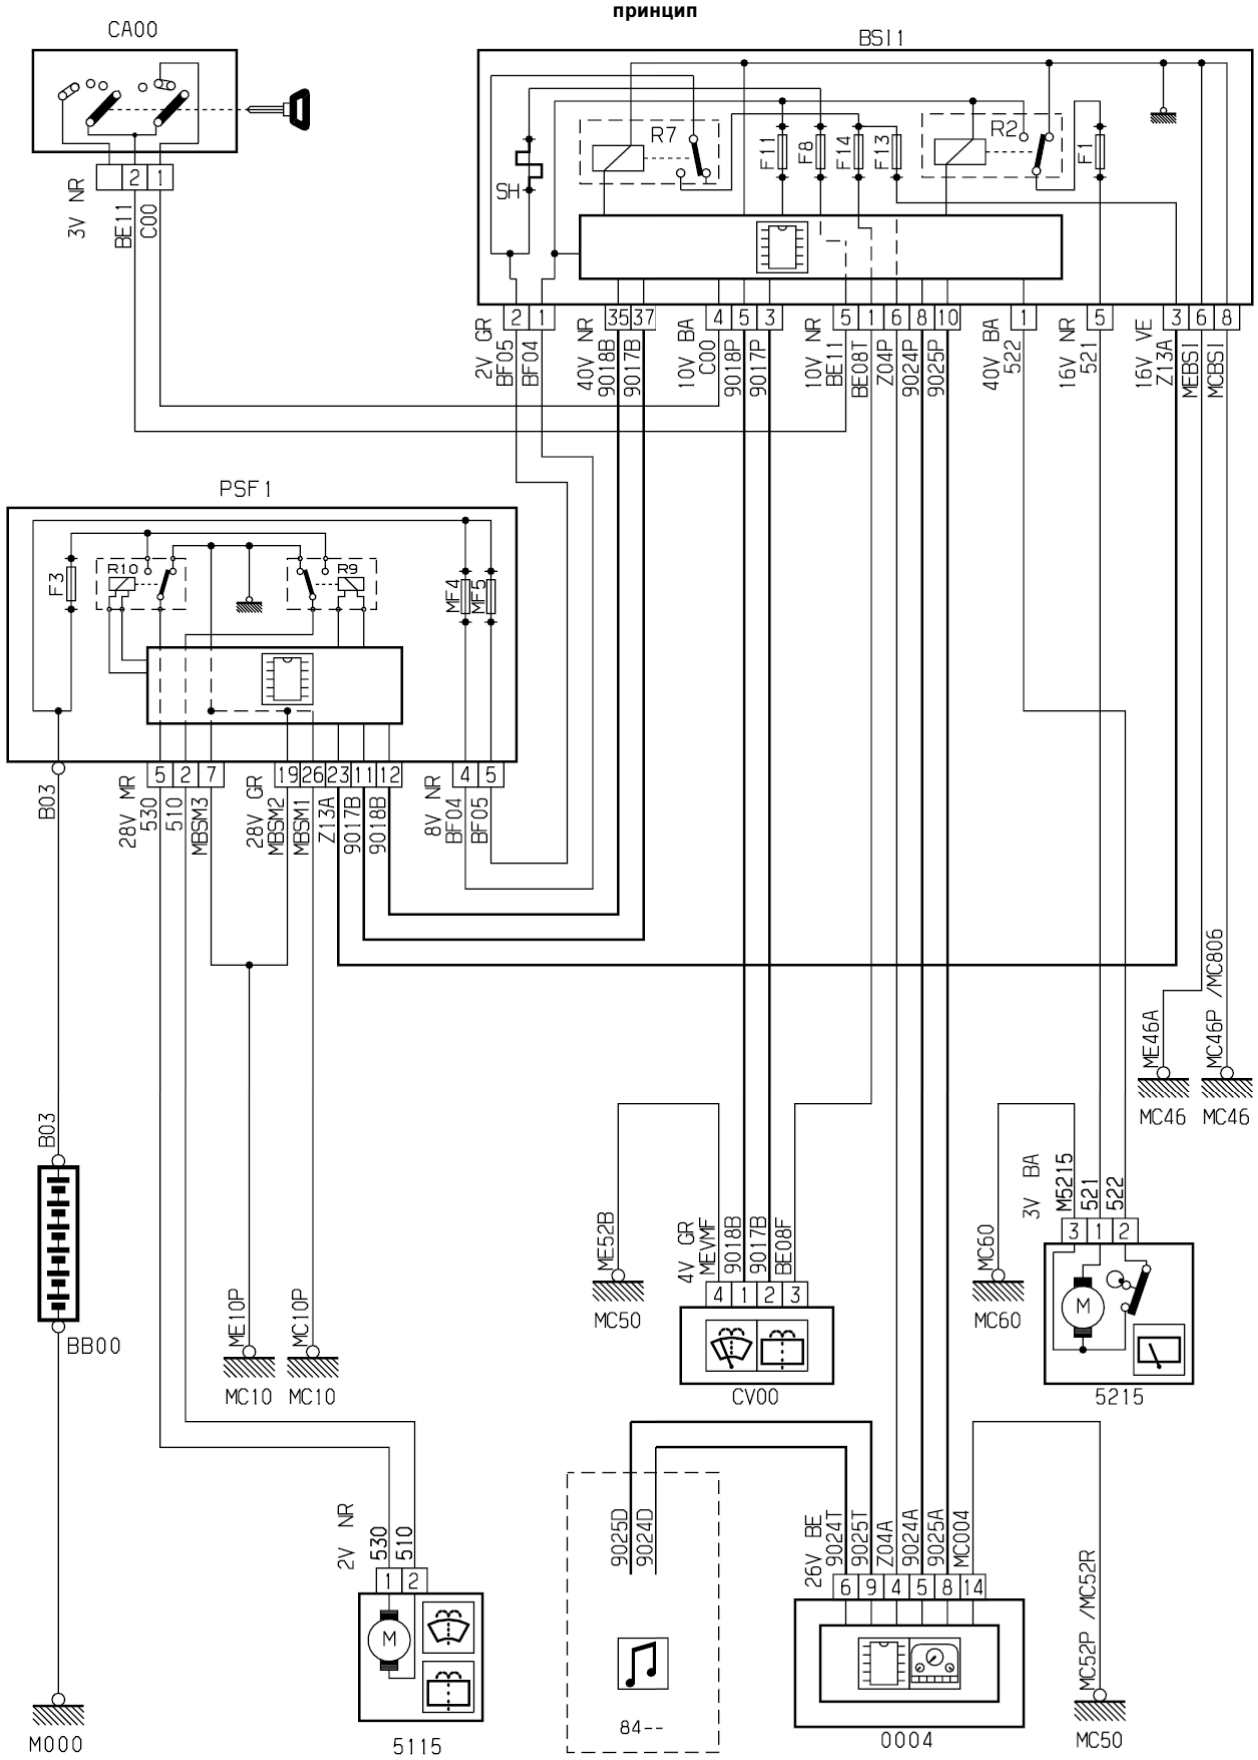 принцип
CA00
BSI1
R7
R2
F11
F8
F14
F13
F1
SH
3V NR
2
1
BE11
C00
2V GR
2
1
BF05
BF04
40V NR
35
37
9018B
9017B
10V BA
4
5
3
C00
9018P
9017P
10V NR
5
1
6
8
10
BE11
BE08T
Z04P
9024P
9025P
40V BA
1
522
16V NR
5
521
16V VE
3
6
8
Z13A
MEBSI
MCBSI
PSF1
F3
R10
R9
MF4
MF5
B03
28V MR
5
2
7
530
510
MBSM3
28V GR
19
26
23
11
12
MBSM2
MBSM1
Z13A
9017B
9018B
8V NR
4
5
BF04
BF05
ME46A
MC46P /MC806
MC46
MC46
B03
BB00
ME10P
MC10P
MC10
MC10
ME52B
MC50
4V GR
MEVMF
9018B
9017B
BE08F
4
1
2
3
CV00
MC60
MC60
3V BA
M5215
521
522
3
1
2
M
5215
2V NR
530
510
1
2
M
5115
M000
9025D
9024D
84--
26V BE
9024T
9025T
Z04A
9024A
9025A
MC004
6
9
4
5
8
14
0004
MC52P /MC52R
MC50